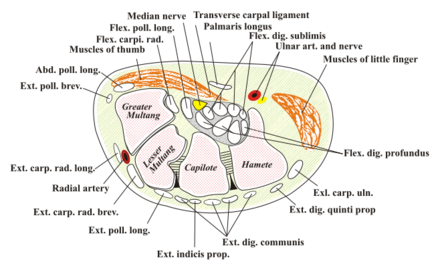 Median nerve
Transverse carpal ligament
Flex. poll. long.
Palmaris longus
Flex. carpi. rad.
Flex. dig. sublimis
Muscles of thumb
Ulnar art. and nerve
Muscles of little finger
Abd. poll. long.
Ext. poll. brev.
Greater
Multang
Lesser
Multang
Capilote
Hamete
Flex. dig. profundus
Ext. carp. rad. long.
Radial artery
Exl. carp. uln.
Ext. carp. rad. brev.
Ext. dig. quinti prop
Ext. poll. long.
Ext. dig. communis
Ext. indicis prop.